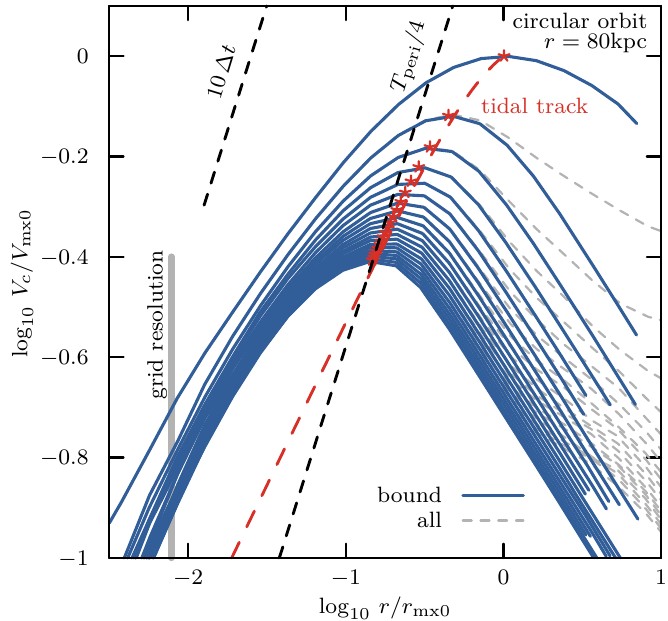 circular orbit
r = 80kpc
10 Δt
T_peri/4
tidal track
grid resolution
bound
all
0
−0.2
−0.4
−0.6
−0.8
−1
log₁₀ V_c/V_mx0
−2
−1
0
1
log₁₀ r/r_mx0